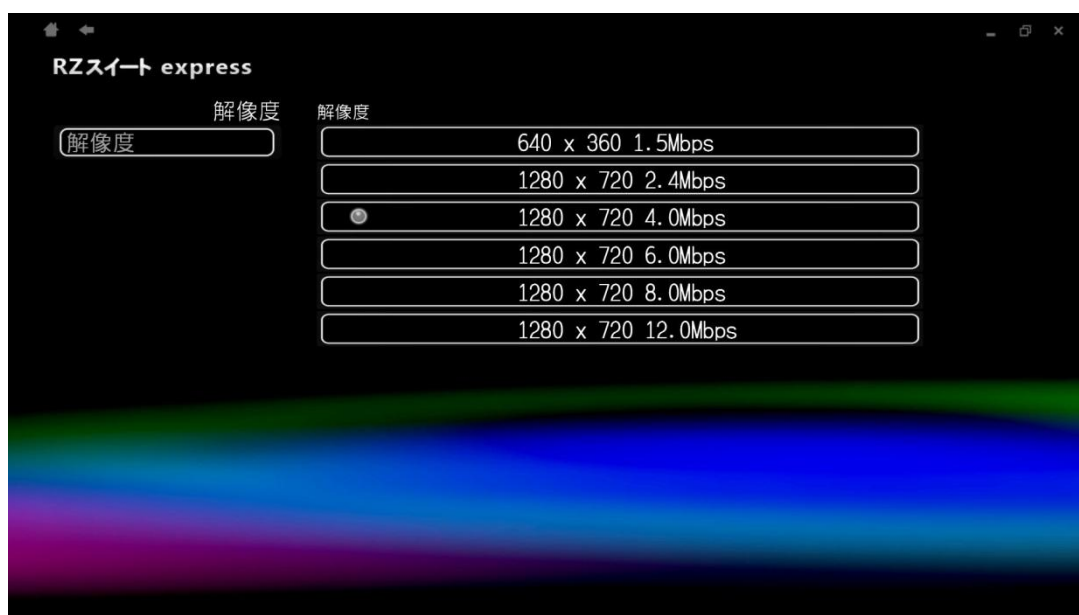 RZスイート express
解像度
解像度
解像度
640 x 360 1.5Mbps
1280 x 720 2.4Mbps
1280 x 720 4.0Mbps
1280 x 720 6.0Mbps
1280 x 720 8.0Mbps
1280 x 720 12.0Mbps